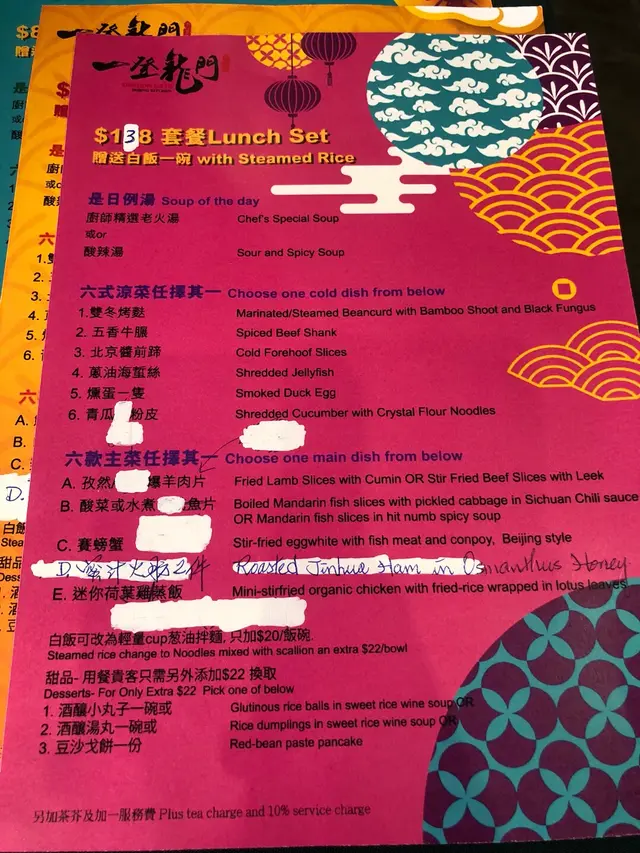 一登龍門
$138 套餐Lunch Set
贈送白飯一碗 with Steamed Rice
是日例湯 Soup of the day
廚師精選老火湯 Chef's Special Soup
或or
酸辣湯 Sour and Spicy Soup
六式涼菜任擇其一 Choose one cold dish from below
1.雙冬烤麩 Marinated/Steamed Beancurd with Bamboo Shoot and Black Fungus
2. 五香牛𦟌 Spiced Beef Shank
3. 北京醬前蹄 Cold Forehoof Slices
4. 蔥油海蜇絲 Shredded Jellyfish
5. 燻蛋一隻 Smoked Duck Egg
6. 青瓜 粉皮 Shredded Cucumber with Crystal Flour Noodles
六款主菜任擇其一 Choose one main dish from below
A. 孜然 爆羊肉片 Fried Lamb Slices with Cumin OR Stir Fried Beef Slices with Leek
B. 酸菜或水煮 魚片 Boiled Mandarin fish slices with pickled cabbage in Sichuan Chili sauce
OR Mandarin fish slices in hit numb spicy soup
C. 賽螃蟹 Stir-fried eggwhite with fish meat and conpoy, Beijing style
D. 蜜汁火腿2件 Roasted Jinhua Ham in Osmanthus Honey
E. 迷你荷葉雞蒸飯 Mini-stirfried organic chicken with fried-rice wrapped in lotus leaves
白飯可改為輕量cup葱油拌麵, 只加$20/飯碗.
Steamed rice change to Noodles mixed with scallion an extra $22/bowl
甜品- 用餐貴客只需另外添加$22 換取
Desserts- For Only Extra $22 Pick one of below
1. 酒釀小丸子一碗或 Glutinous rice balls in sweet rice wine soup OR
2. 酒釀湯丸一碗或 Rice dumplings in sweet rice wine soup OR
3. 豆沙戈餅一份 Red-bean paste pancake
另加茶芥及加一服務費 Plus tea charge and 10% service charge